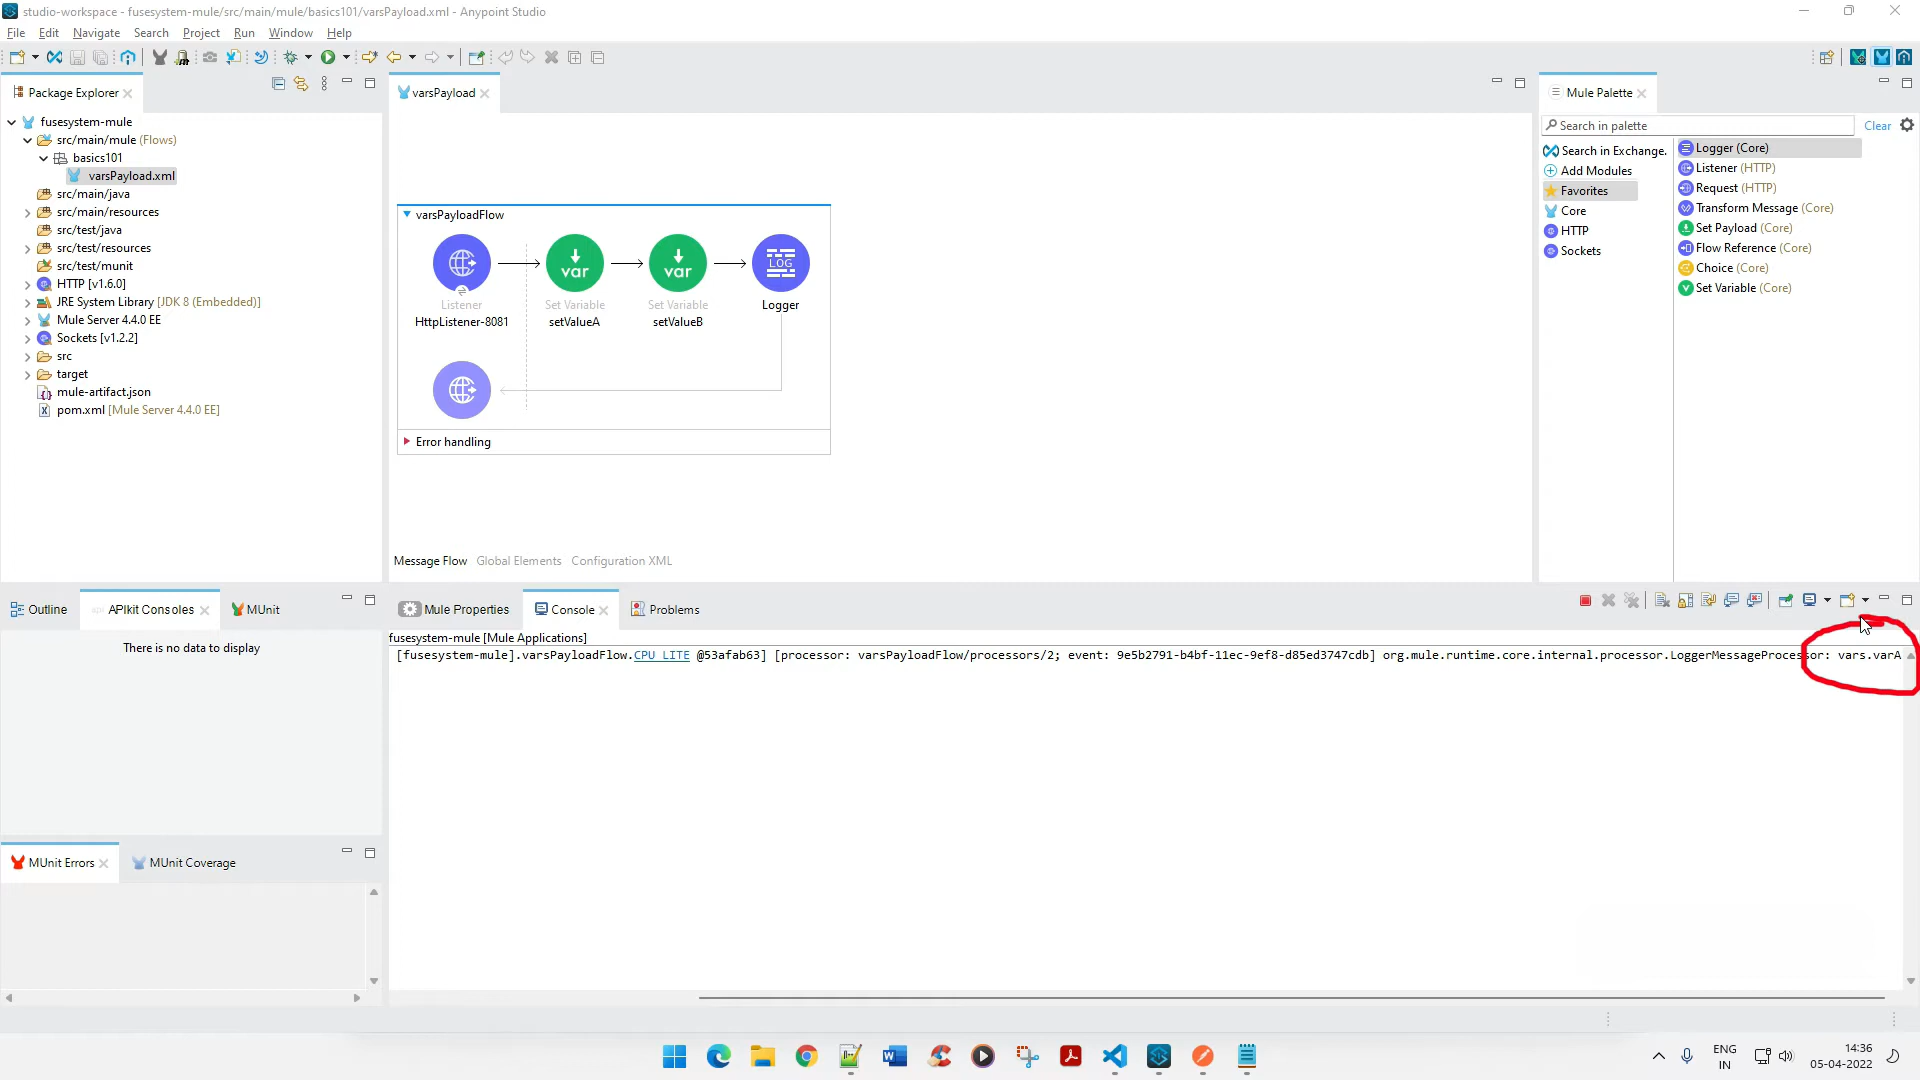 studio-workspace - fusesystem-mule/src/main/mule/basics101/varsPayload.xml - Anypoint Studio
File Edit Navigate Search Project Run Window Help
Package Explorer
fusesystem-mule
src/main/mule (Flows)
basics101
varsPayload.xml
src/main/java
src/main/resources
src/test/java
src/test/resources
src/test/munit
HTTP [v1.6.0]
JRE System Library [JDK 8 (Embedded)]
Mule Server 4.4.0 EE
Sockets [v1.2.2]
src
target
mule-artifact.json
pom.xml [Mule Server 4.4.0 EE]
varsPayload
varsPayloadFlow
var
var
LOG
Listener
HttpListener-8081
Set Variable
setValueA
Set Variable
setValueB
Logger
Error handling
Message Flow Global Elements Configuration XML
Mule Palette
Search in palette
Clear
Search in Exchange.
Add Modules
Favorites
Core
HTTP
Sockets
Logger (Core)
Listener (HTTP)
Request (HTTP)
Transform Message (Core)
Set Payload (Core)
Flow Reference (Core)
Choice (Core)
Set Variable (Core)
Outline APIkit Consoles MUnit
There is no data to display
MUnit Errors MUnit Coverage
Mule Properties Console Problems
fusesystem-mule [Mule Applications]
[fusesystem-mule].varsPayloadFlow.CPU_LITE @53afab63] [processor: varsPayloadFlow/processors/2; event: 9e5b2791-b4bf-11ec-9ef8-d85ed3747cdb] org.mule.runtime.core.internal.processor.LoggerMessageProcessor: vars.varA
ENG
IN
14:36
05-04-2022